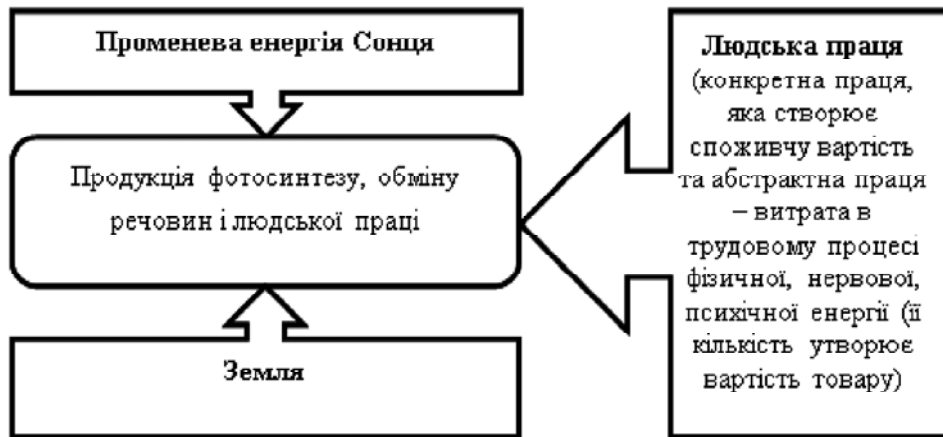 Променева енергія Сонця
Продукція фотосинтезу, обміну
речовин і людської праці
Земля
Людська праця
(конкретна праця,
яка створює
споживчу вартість
та абстрактна праця
– витрата в
трудовому процесі
фізичної, нервової,
психічної енергії (її
кількість утворює
вартість товару)